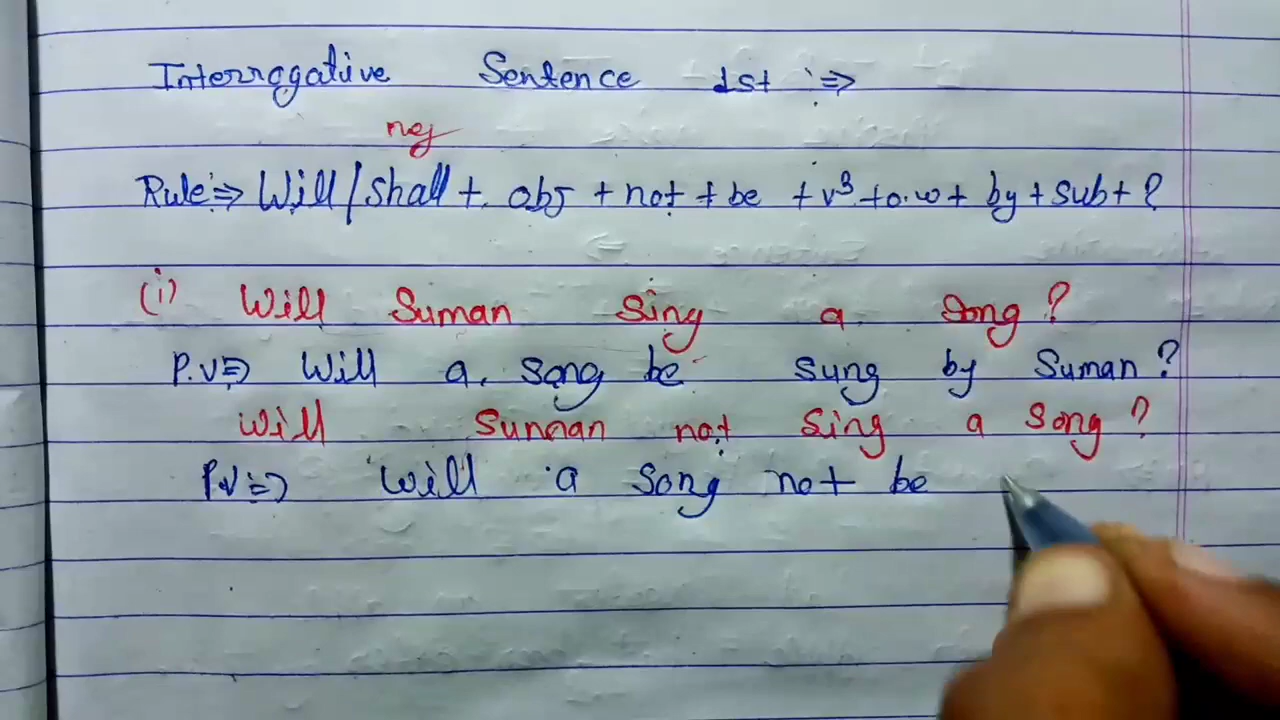 Interrogative Sentence 1st :⇒
neg
Rule:⇒ Will/Shall + obj + not + be + v³ + o.w + by + sub + ?
(i) Will Suman sing a song?
P.V⇒ Will a song be sung by Suman?
Will Suman not sing a song?
P.V⇒ Will a song not be